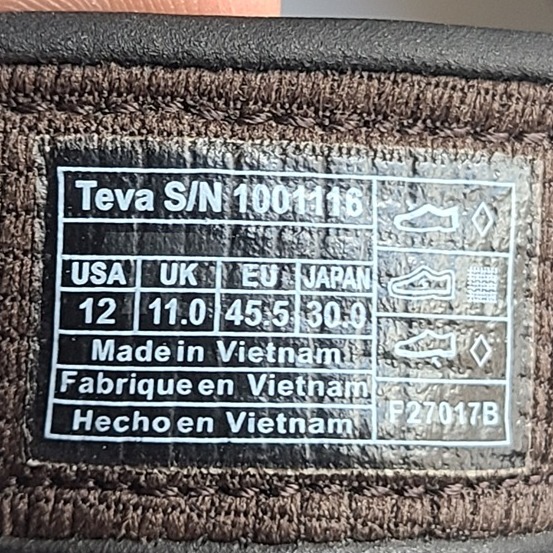 Teva S/N 1001116
USA UK EU JAPAN
12 11.0 45.5 30.0
Made in Vietnam
Fabrique en Vietnam
Hecho en Vietnam
F27017B